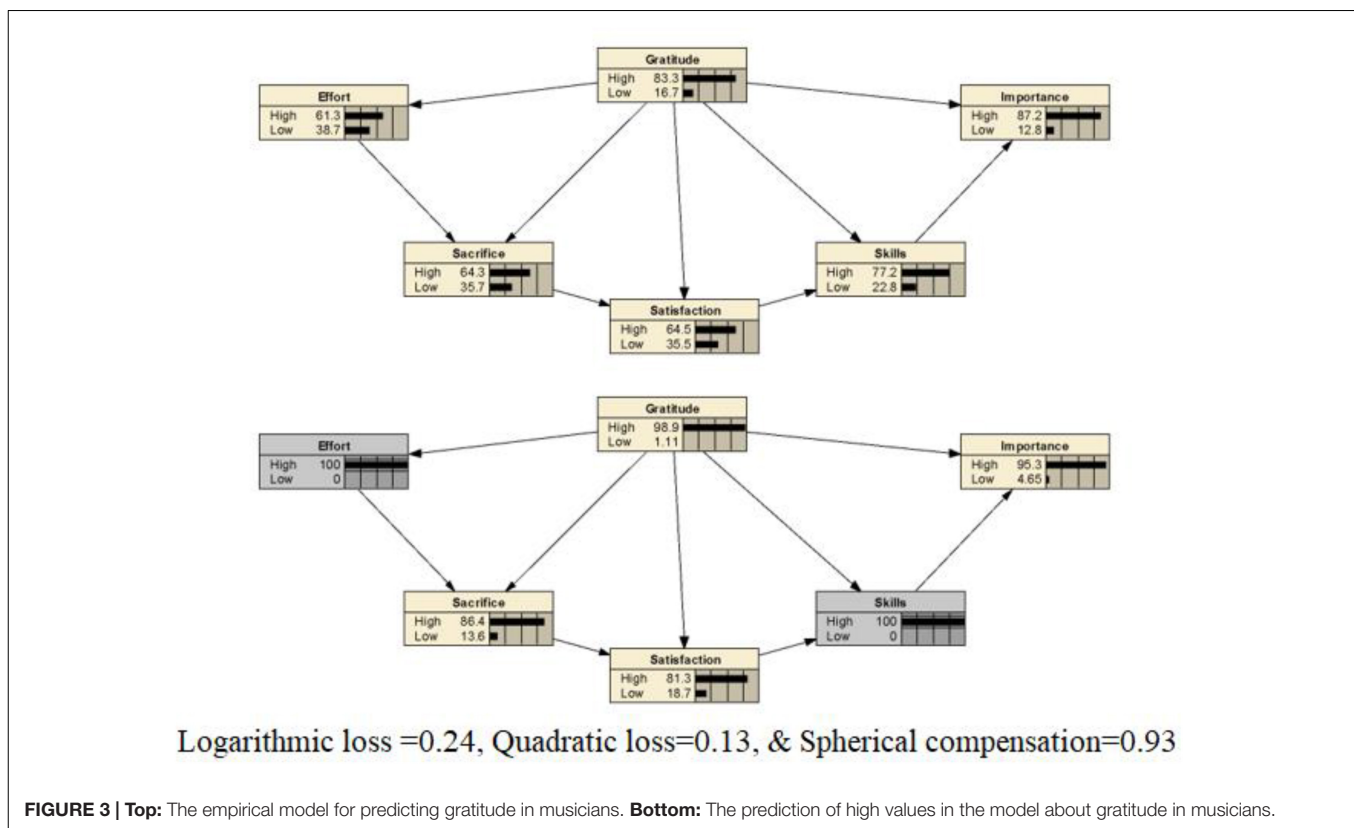 Gratitude
High 83.3
Low 16.7
Effort
High 61.3
Low 38.7
Importance
High 87.2
Low 12.8
Sacrifice
High 64.3
Low 35.7
Skills
High 77.2
Low 22.8
Satisfaction
High 64.5
Low 35.5
Gratitude
High 98.9
Low 1.11
Effort
High 100
Low 0
Importance
High 95.3
Low 4.65
Sacrifice
High 86.4
Low 13.6
Skills
High 100
Low 0
Satisfaction
High 81.3
Low 18.7
Logarithmic loss =0.24, Quadratic loss=0.13, & Spherical compensation=0.93
FIGURE 3 | Top: The empirical model for predicting gratitude in musicians. Bottom: The prediction of high values in the model about gratitude in musicians.